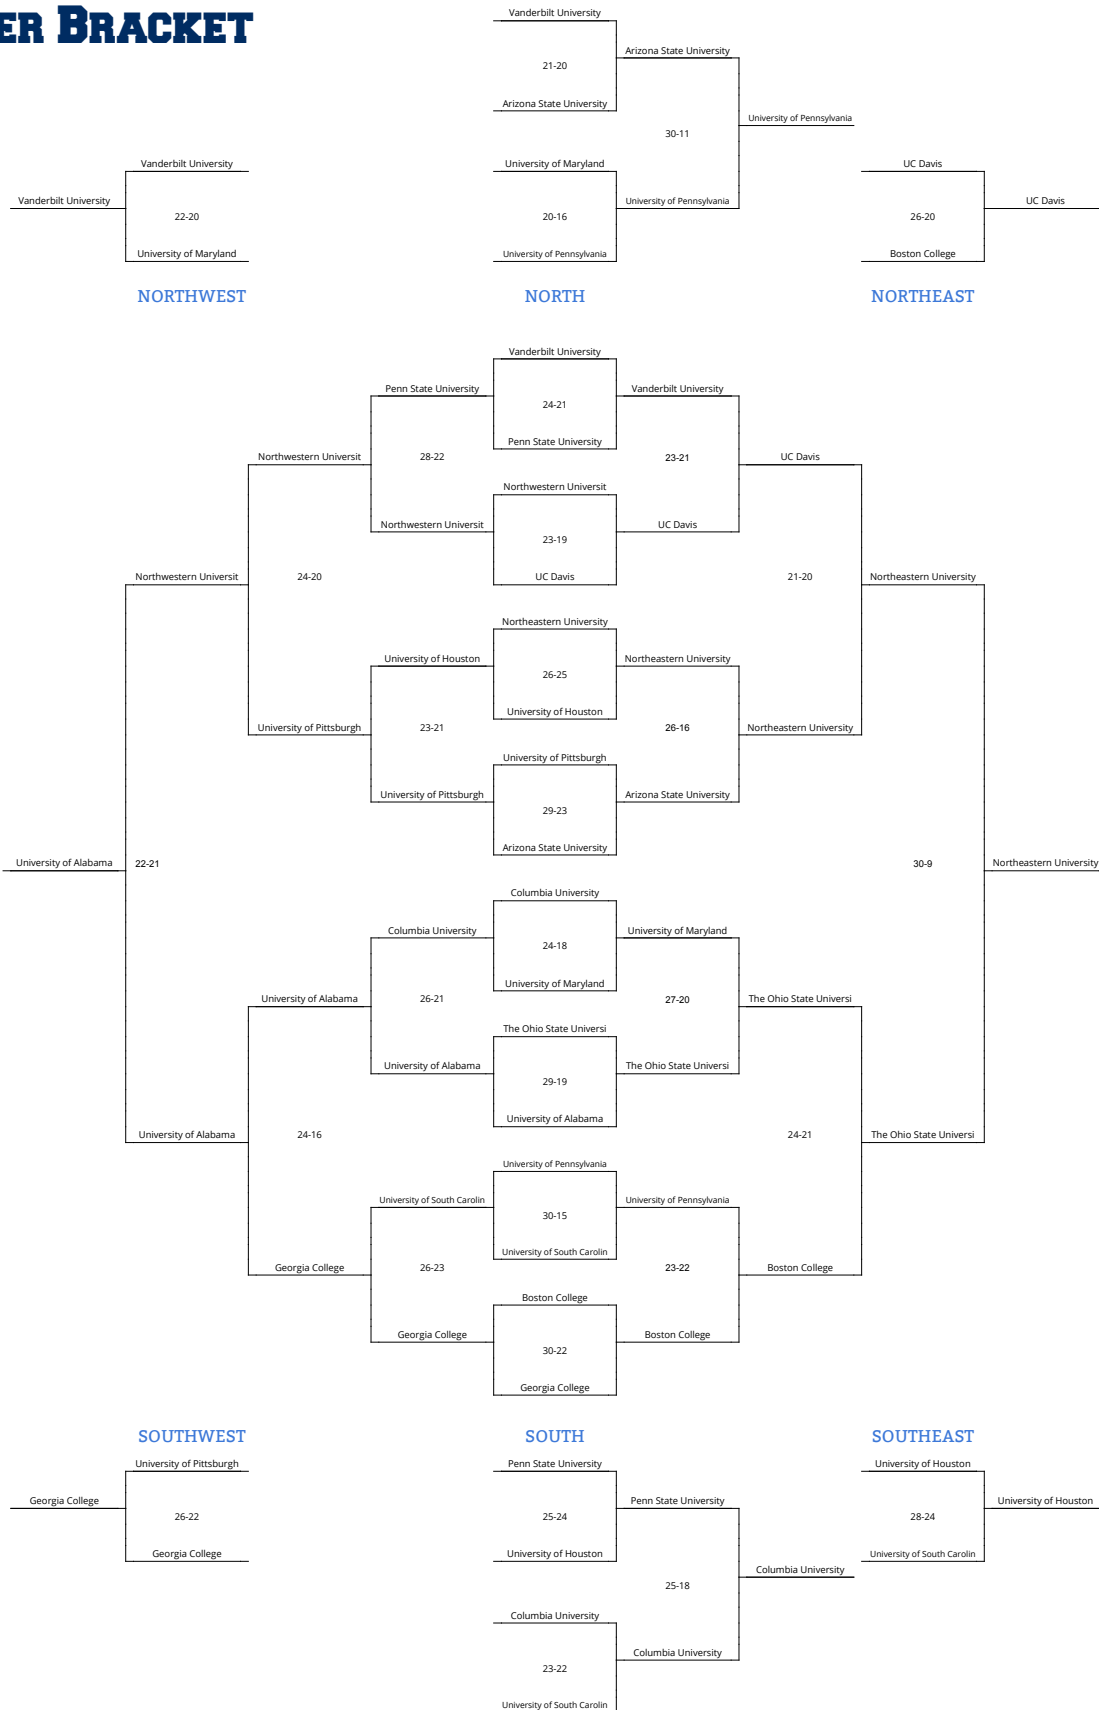 ER BRACKET
Vanderbilt University
Arizona State University
21-20
Arizona State University
University of Pennsylvania
30-11
Vanderbilt University
University of Maryland
UC Davis
Vanderbilt University
University of Pennsylvania
UC Davis
22-20
20-16
26-20
University of Maryland
University of Pennsylvania
Boston College
NORTHWEST
NORTH
NORTHEAST
Vanderbilt University
Penn State University
Vanderbilt University
24-21
Penn State University
Northwestern Universit
28-22
23-21
UC Davis
Northwestern Universit
Northwestern Universit
UC Davis
23-19
Northwestern Universit
24-20
UC Davis
21-20
Northeastern University
Northeastern University
University of Houston
Northeastern University
26-25
University of Houston
University of Pittsburgh
23-21
26-16
Northeastern University
University of Pittsburgh
University of Pittsburgh
Arizona State University
29-23
Arizona State University
University of Alabama
22-21
30-9
Northeastern University
Columbia University
Columbia University
University of Maryland
24-18
University of Maryland
University of Alabama
26-21
27-20
The Ohio State Universi
The Ohio State Universi
University of Alabama
The Ohio State Universi
29-19
University of Alabama
University of Alabama
24-16
24-21
The Ohio State Universi
University of Pennsylvania
University of South Carolin
University of Pennsylvania
30-15
University of South Carolin
Georgia College
26-23
23-22
Boston College
Boston College
Georgia College
Boston College
30-22
Georgia College
SOUTHWEST
SOUTH
SOUTHEAST
University of Pittsburgh
Penn State University
University of Houston
Georgia College
Penn State University
University of Houston
26-22
25-24
28-24
Georgia College
University of Houston
University of South Carolin
Columbia University
25-18
Columbia University
Columbia University
23-22
University of South Carolin